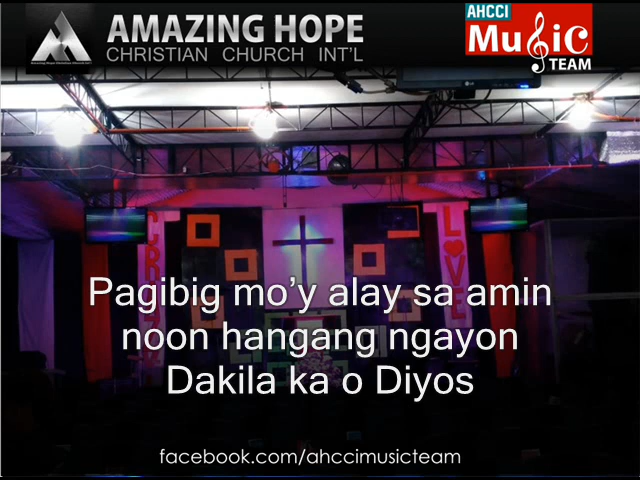 AMAZING HOPE
CHRISTIAN CHURCH INT'L
AHCCI
Music
TEAM
LOVE
Pagibig mo'y alay sa amin
noon hangang ngayon
Dakila ka o Diyos
facebook.com/ahccimusicteam